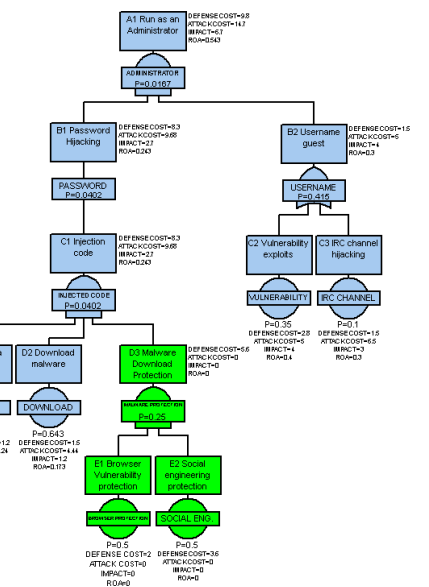 A1 Run as an
Administrator
DEFENSE COST=9.8
ATTACK COST=14.7
IMPACT=6.7
ROA=0.543
ADMINISTRATOR
P=0.0167
B1 Password
Hijacking
DEFENSE COST=8.3
ATTACK COST=9.68
IMPACT=2.7
ROA=0.243
B2 Username
guest
DEFENSE COST=1.5
ATTACK COST=5
IMPACT=4
ROA=0.3
PASSWORD
P=0.0402
USERNAME
P=0.415
C1 Injection
code
DEFENSE COST=8.3
ATTACK COST=9.68
IMPACT=2.7
ROA=0.243
C2 Vulnerability
exploits
C3 IRC channel
hijacking
INJECTED CODE
P=0.0402
VULNERABILITY
IRC CHANNEL
P=0.35
DEFENSE COST=2.8
ATTACK COST=5
IMPACT=4
ROA=0.4
P=0.1
DEFENSE COST=1.5
ATTACK COST=6.5
IMPACT=3
ROA=0.3
D2 Download
malware
D3 Malware
Download
Protection
DEFENSE COST=5.6
ATTACK COST=0
IMPACT=0
ROA=0
DOWNLOAD
MALWARE PROTECTION
P=0.25
P=0.643
DEFENSE COST=1.5
ATTACK COST=4.44
IMPACT=1.2
ROA=0.173
E1 Browser
Vulnerability
protection
E2 Social
engineering
protection
BROWSER PROTECTION
SOCIAL ENG.
P=0.5
DEFENSE COST=2
ATTACK COST=0
IMPACT=0
ROA=0
P=0.5
DEFENSE COST=3.6
ATTACK COST=0
IMPACT=0
ROA=0